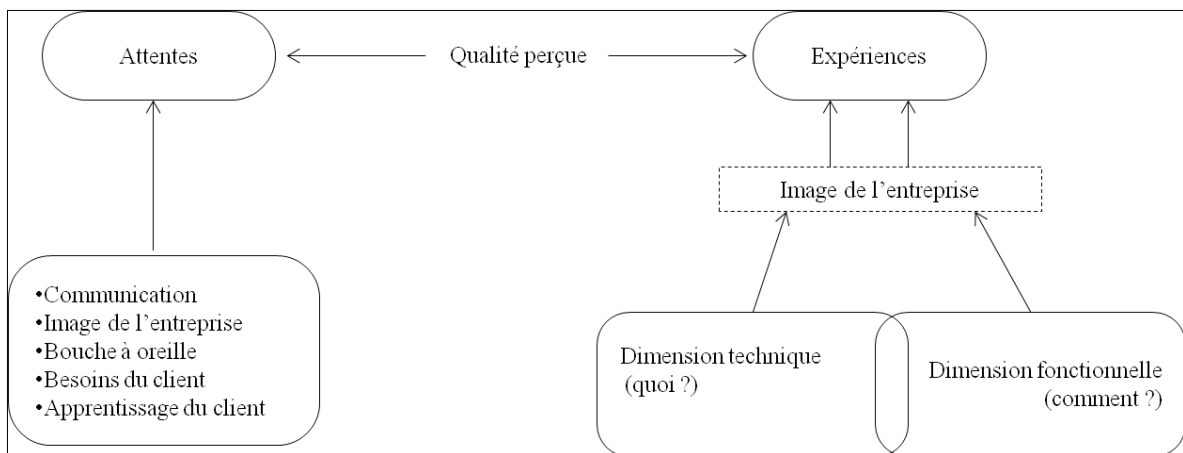 Attentes
Qualité perçue
Expériences
Image de l’entreprise
•Communication
•Image de l’entreprise
•Bouche à oreille
•Besoins du client
•Apprentissage du client
Dimension technique
(quoi ?)
Dimension fonctionnelle
(comment ?)